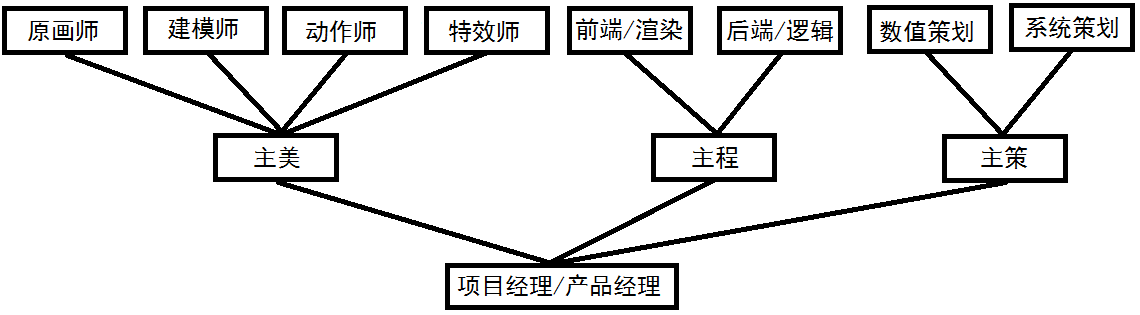 原画师
建模师
动作师
特效师
前端/渲染
后端/逻辑
数值策划
系统策划
主美
主程
主策
项目经理/产品经理